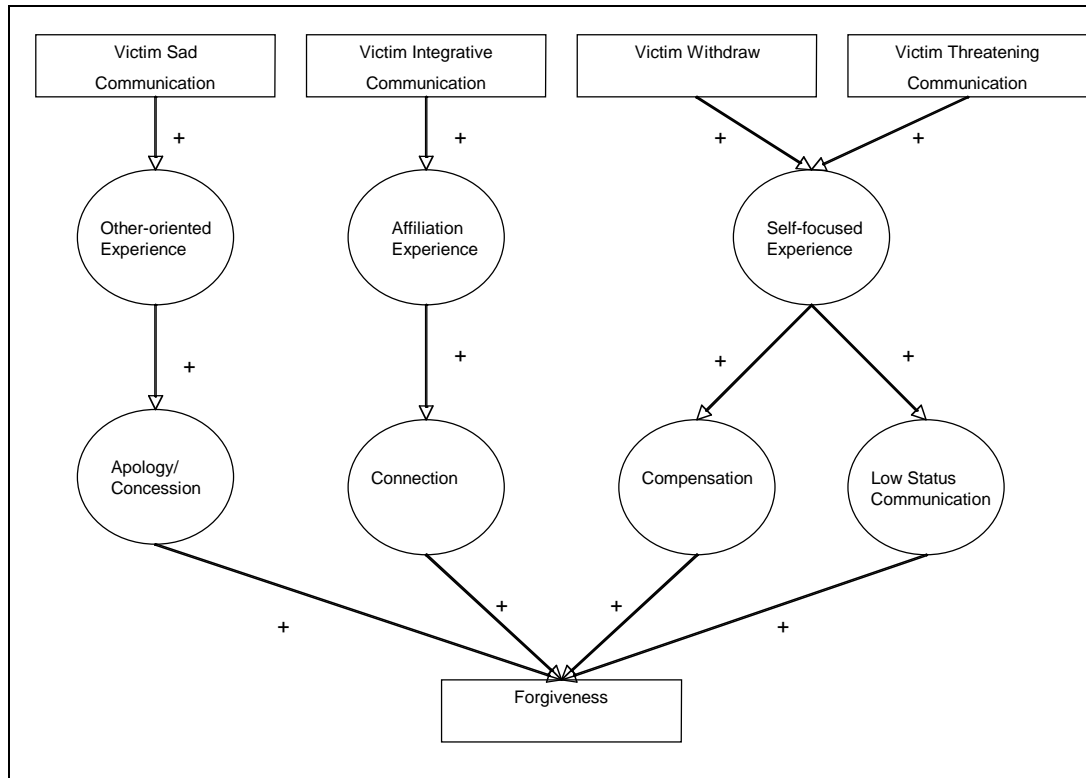 Victim Sad
Communication
Victim Integrative
Communication
Victim Withdraw
Victim Threatening
Communication
+
+
+
+
Other-oriented
Experience
Affiliation
Experience
Self-focused
Experience
+
+
+
+
Apology/
Concession
Connection
Compensation
Low Status
Communication
+
+
+
+
Forgiveness